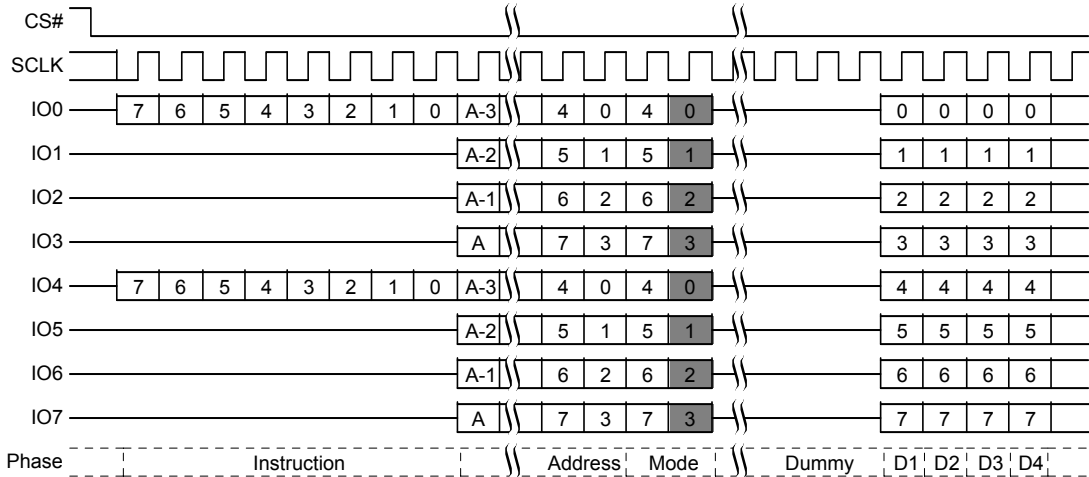 CS#
SCLK
IO0 7 6 5 4 3 2 1 0 A-3 4 0 4 0 0 0 0 0
IO1 A-2 5 1 5 1 1 1 1 1
IO2 A-1 6 2 6 2 2 2 2 2
IO3 A 7 3 7 3 3 3 3 3
IO4 7 6 5 4 3 2 1 0 A-3 4 0 4 0 4 4 4 4
IO5 A-2 5 1 5 1 5 5 5 5
IO6 A-1 6 2 6 2 6 6 6 6
IO7 A 7 3 7 3 7 7 7 7
Phase Instruction Address Mode Dummy D1 D2 D3 D4